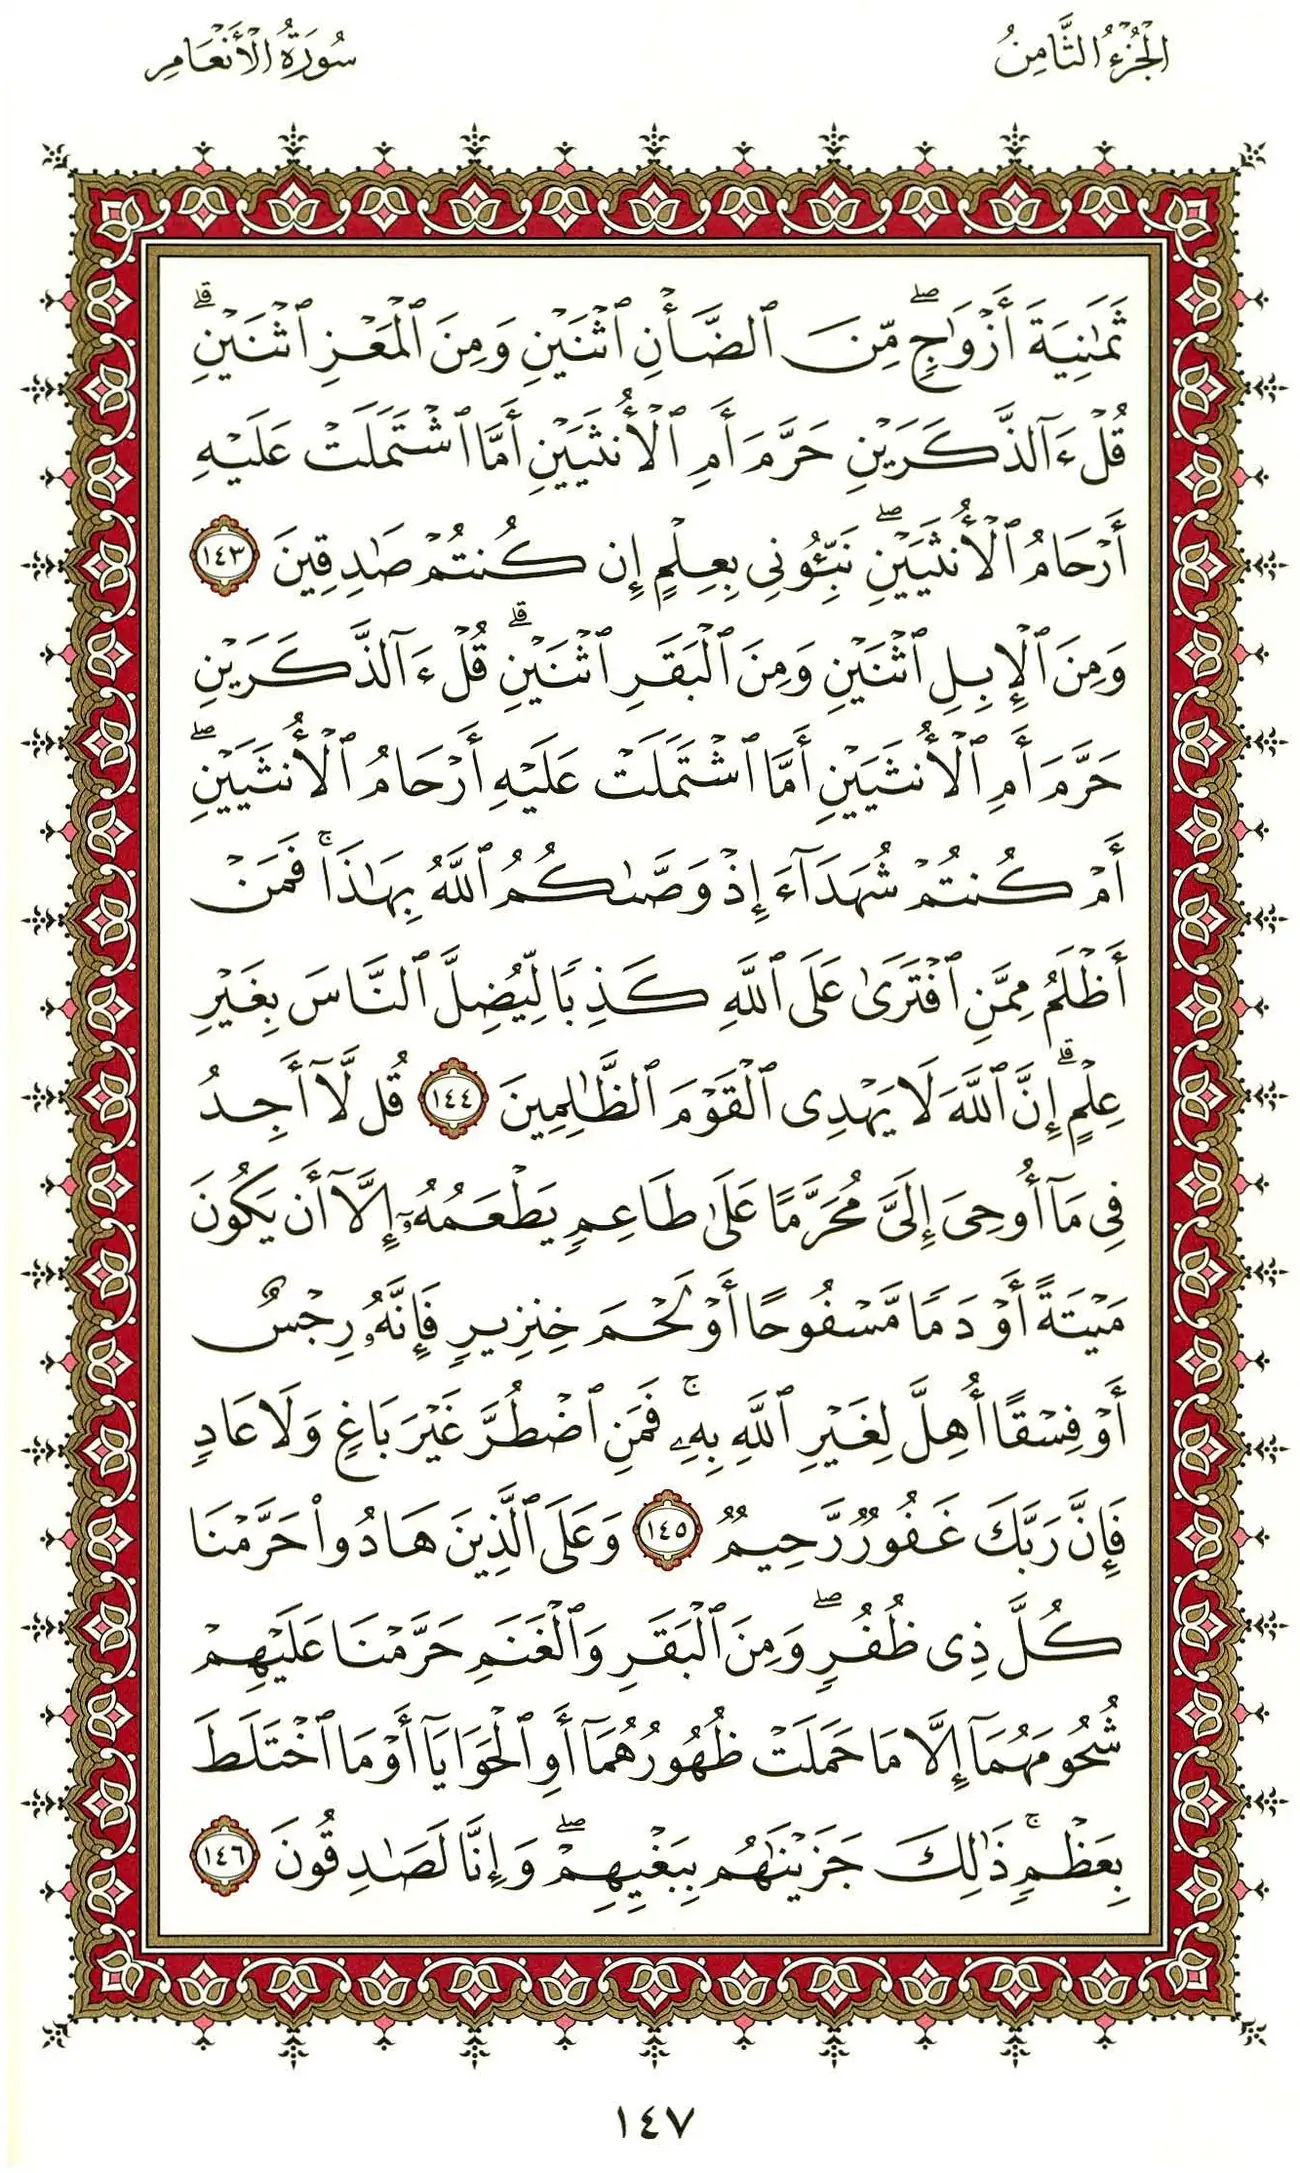 الجزء الثامن
سورة الأنعام
ثَمَٰنِيَةَ أَزْوَٰجٍۖ مِّنَ ٱلضَّأْنِ ٱثْنَيْنِ وَمِنَ ٱلْمَعْزِ ٱثْنَيْنِۗ
قُلْ ءَآلذَّكَرَيْنِ حَرَّمَ أَمِ ٱلْأُنثَيَيْنِ أَمَّا ٱشْتَمَلَتْ عَلَيْهِ
أَرْحَامُ ٱلْأُنثَيَيْنِۖ نَبِّـُٔونِى بِعِلْمٍ إِن كُنتُمْ صَٰدِقِينَ ١٤٣
وَمِنَ ٱلْإِبِلِ ٱثْنَيْنِ وَمِنَ ٱلْبَقَرِ ٱثْنَيْنِۗ قُلْ ءَآلذَّكَرَيْنِ
حَرَّمَ أَمِ ٱلْأُنثَيَيْنِ أَمَّا ٱشْتَمَلَتْ عَلَيْهِ أَرْحَامُ ٱلْأُنثَيَيْنِۖ
أَمْ كُنتُمْ شُهَدَآءَ إِذْ وَصَّىٰكُمُ ٱللَّهُ بِهَٰذَاۚ فَمَنْ
أَظْلَمُ مِمَّنِ ٱفْتَرَىٰ عَلَى ٱللَّهِ كَذِبًا لِّيُضِلَّ ٱلنَّاسَ بِغَيْرِ
عِلْمٍۗ إِنَّ ٱللَّهَ لَا يَهْدِى ٱلْقَوْمَ ٱلظَّٰلِمِينَ ١٤٤ قُل لَّآ أَجِدُ
فِى مَآ أُوحِىَ إِلَىَّ مُحَرَّمًا عَلَىٰ طَاعِمٍ يَطْعَمُهُۥٓ إِلَّآ أَن يَكُونَ
مَيْتَةً أَوْ دَمًا مَّسْفُوحًا أَوْ لَحْمَ خِنزِيرٍ فَإِنَّهُۥ رِجْسٌ
أَوْ فِسْقًا أُهِلَّ لِغَيْرِ ٱللَّهِ بِهِۦۚ فَمَنِ ٱضْطُرَّ غَيْرَ بَاغٍ وَلَا عَادٍ
فَإِنَّ رَبَّكَ غَفُورٌ رَّحِيمٌ ١٤٥ وَعَلَى ٱلَّذِينَ هَادُوا۟ حَرَّمْنَا
كُلَّ ذِى ظُفُرٍۖ وَمِنَ ٱلْبَقَرِ وَٱلْغَنَمِ حَرَّمْنَا عَلَيْهِمْ
شُحُومَهُمَآ إِلَّا مَا حَمَلَتْ ظُهُورُهُمَآ أَوِ ٱلْحَوَايَآ أَوْ مَا ٱخْتَلَطَ
بِعَظْمٍۚ ذَٰلِكَ جَزَيْنَٰهُم بِبَغْيِهِمْۖ وَإِنَّا لَصَٰدِقُونَ ١٤٦
١٤٧